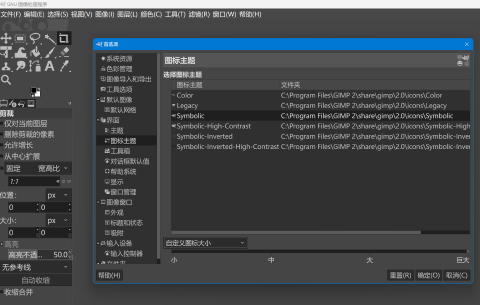 GNU 图像处理程序
文件(F) 编辑(E) 选择(S) 视图(V) 图像(I) 图层(L) 颜色(C) 工具(T) 滤镜(R) 窗口(W) 帮助(H)
剪裁
仅对当前图层
删除剪裁的像素
允许增长
从中心扩展
固定 宽高比
1:1
位置: px
0 0
大小: px
0 0
高亮
高亮不透... 50.0
无参考线
自动收缩
收缩合并
首选项
系统资源
色彩管理
图像导入和导出
工具选项
默认图像
默认网格
界面
主题
图标主题
工具箱
对话框默认值
帮助系统
显示
窗口管理
图像窗口
外观
标题和状态
吸附
输入设备
输入控制器
文件夹
图标主题
选择图标主题
图标主题 文件夹
Color C:\Program Files\GIMP 2\share\gimp\2.0\icons\Color
Legacy C:\Program Files\GIMP 2\share\gimp\2.0\icons\Legacy
Symbolic C:\Program Files\GIMP 2\share\gimp\2.0\icons\Symbolic
Symbolic-High-Contrast C:\Program Files\GIMP 2\share\gimp\2.0\icons\Symbolic-High
Symbolic-Inverted C:\Program Files\GIMP 2\share\gimp\2.0\icons\Symbolic-Inver
Symbolic-Inverted-High-Contrast C:\Program Files\GIMP 2\share\gimp\2.0\icons\Symbolic-Inver
自定义图标大小
小 中 大 巨大
帮助(H) 重置(R) 确定(O) 取消(C)